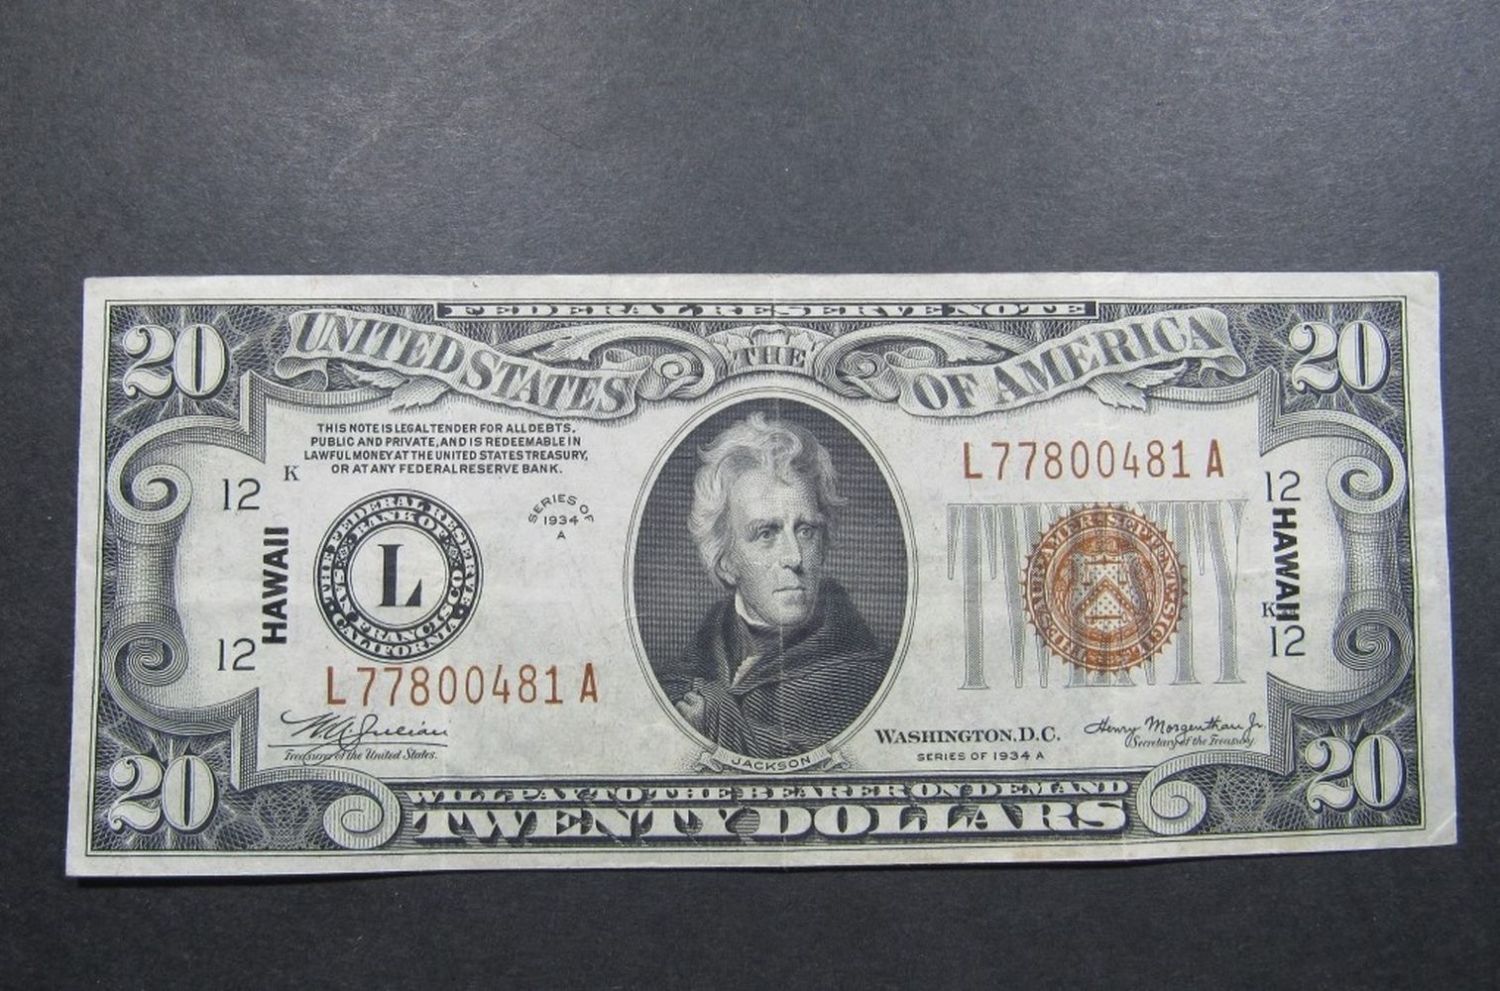 FEDERAL RESERVE NOTE
20
UNITED STATES
THE
OF AMERICA
20
THIS NOTE IS LEGAL TENDER FOR ALL DEBTS,
PUBLIC AND PRIVATE, AND IS REDEEMABLE IN
LAWFUL MONEY AT THE UNITED STATES TREASURY,
OR AT ANY FEDERAL RESERVE BANK.
L77800481A
K
12
12
SERIES OF
1934
A
HAWAII
THE FEDERAL RESERVE
BANK OF
L
SAN FRANCISCO
CALIFORNIA
HAWAII
12
K
12
L77800481A
W A Julian
Treasurer of the United States.
WASHINGTON, D.C.
SERIES OF 1934 A
Henry Morgenthau Jr.
Secretary of the Treasury.
JACKSON
20
WILL PAY TO THE BEARER ON DEMAND
TWENTY DOLLARS
20